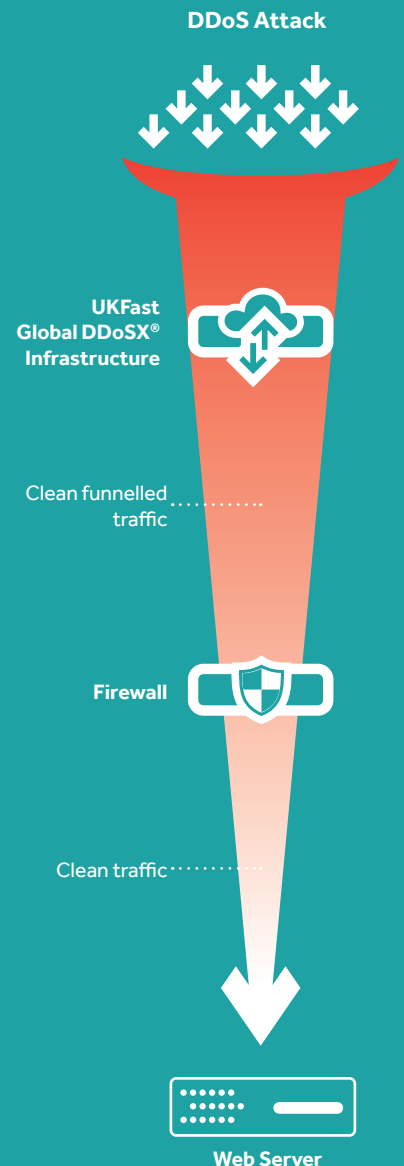 DDoS Attack
UKFast
Global DDoSX®
Infrastructure
Clean funnelled
traffic
Firewall
Clean traffic
Web Server